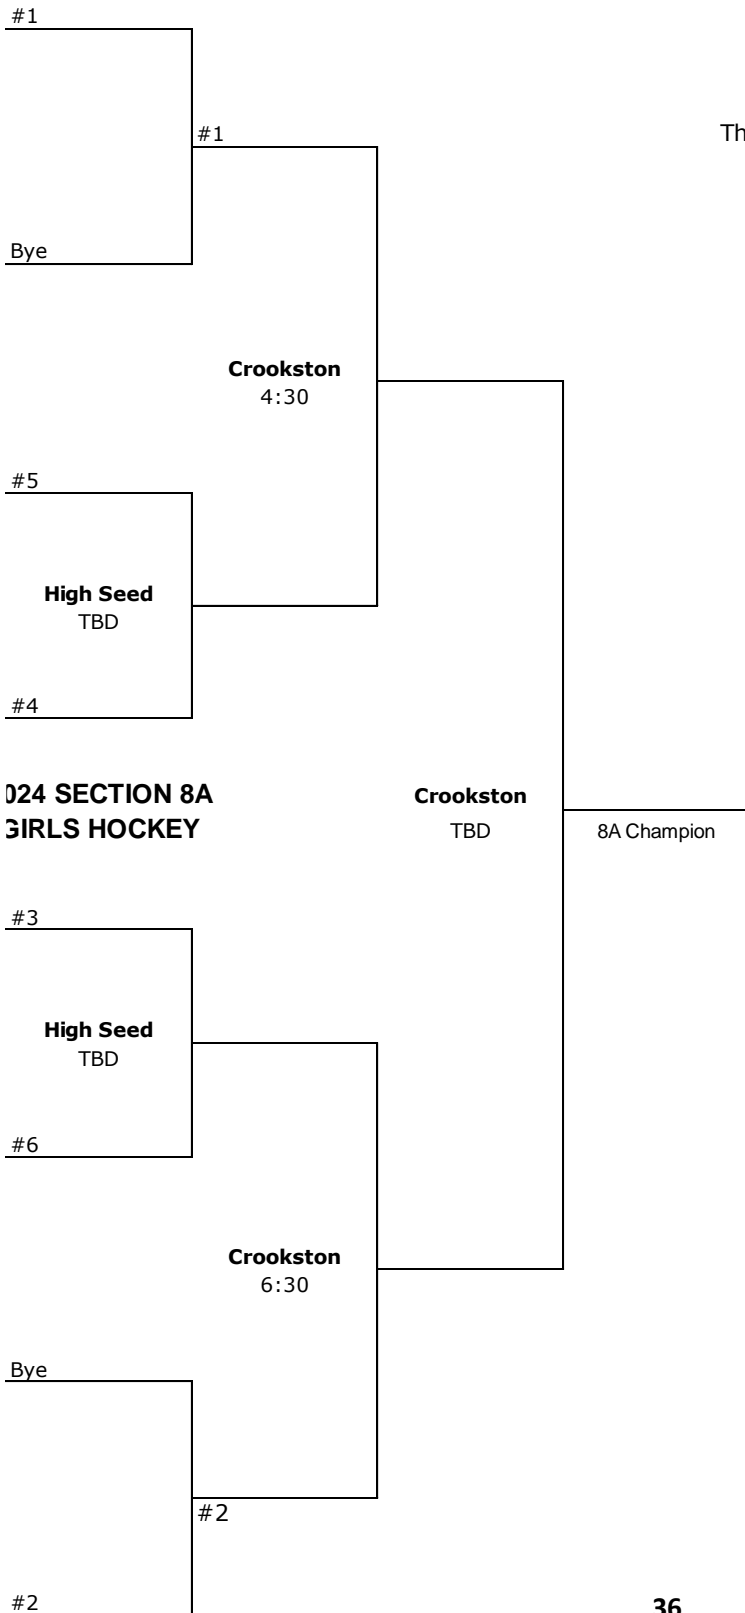 #1
#1
Th
Bye
Crookston
4:30
#5
High Seed
TBD
#4
024 SECTION 8A
GIRLS HOCKEY
Crookston
TBD
8A Champion
#3
High Seed
TBD
#6
Crookston
6:30
Bye
#2
#2
36